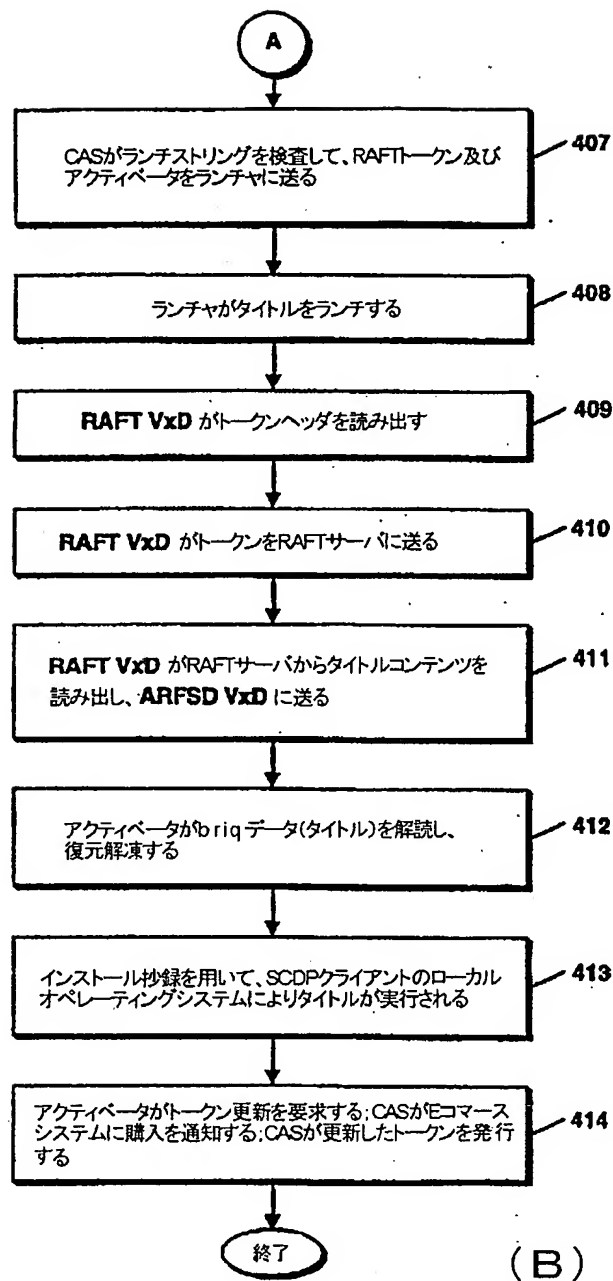 A
CASがランチストリングを検査して、RAFTトークン及び
アクティベータをランチャに送る
407
ランチャがタイトルをランチする
408
RAFT VxD がトークンヘッダを読み出す
409
RAFT VxD がトークンをRAFTサーバに送る
410
RAFT VxD がRAFTサーバからタイトルコンテンツを
読み出し、ARFSD VxD に送る
411
アクティベータがbriqデータ(タイトル)を解読し、
復元解凍する
412
インストール抄録を用いて、SCDPクライアントのローカル
オペレーティングシステムによりタイトルが実行される
413
アクティベータがトークン更新を要求する;CASがEコマース
システムに購入を通知する;CASが更新したトークンを発行
する
414
終了
(B)